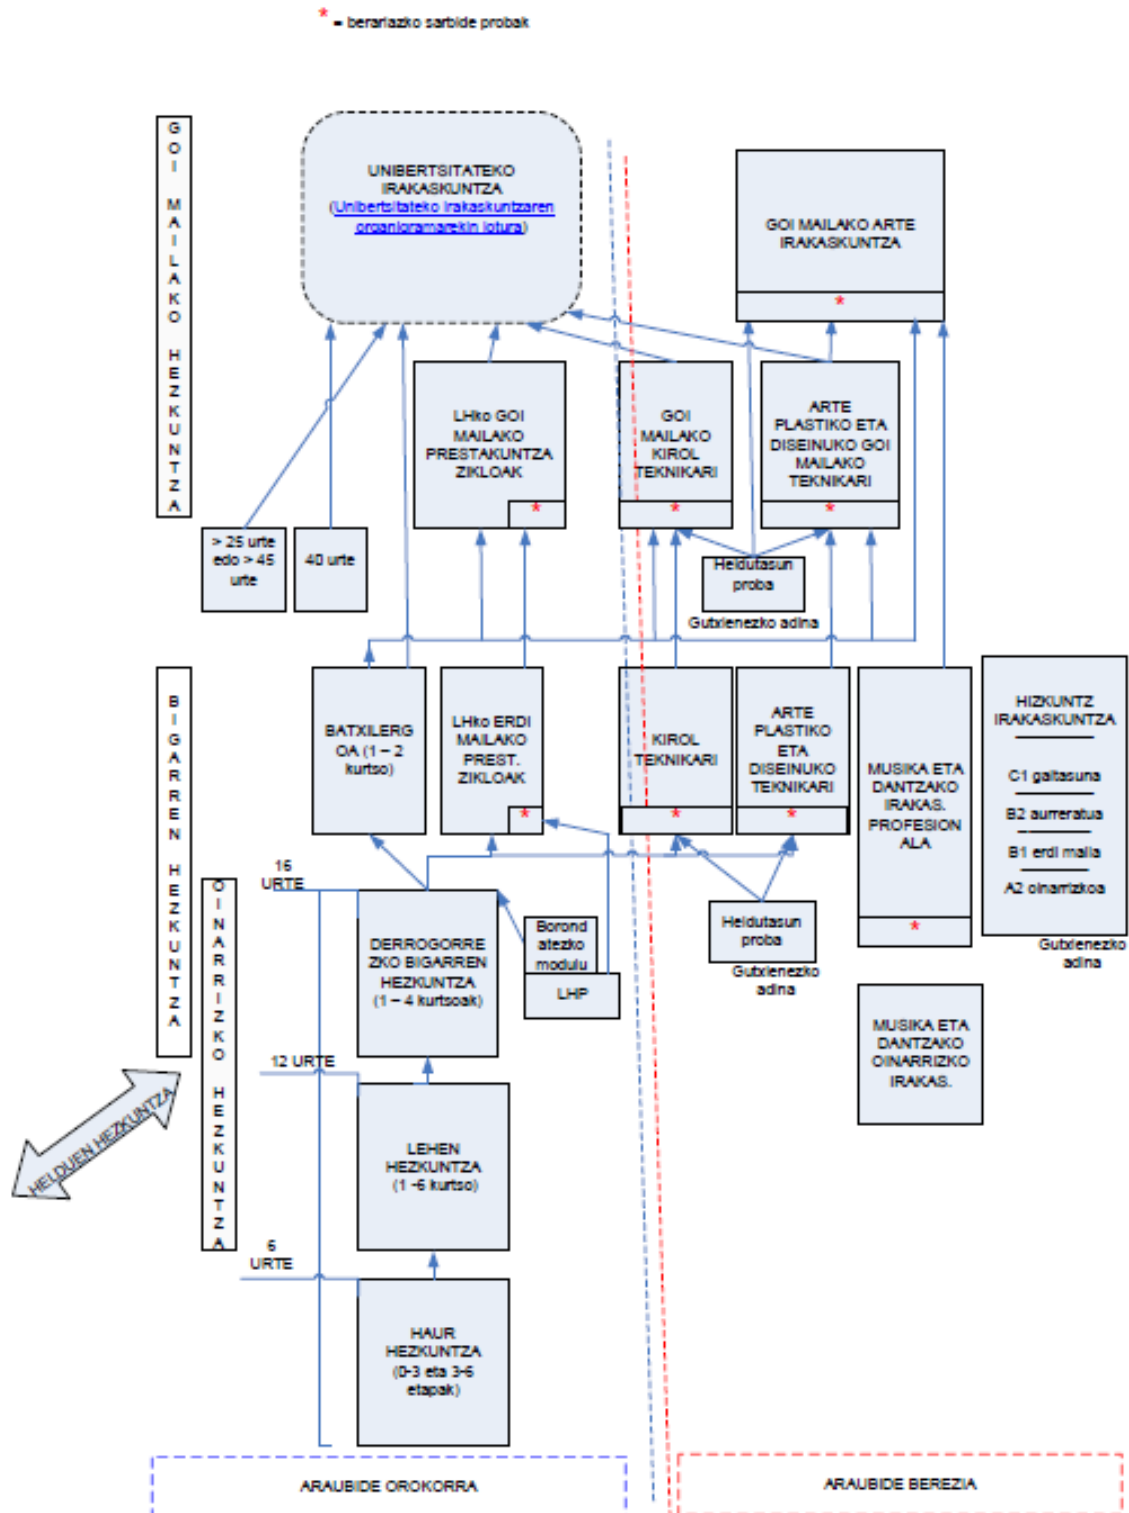 * = berariazko sarbide probak
GOI MAILAKO HEZKUNTZA
UNIBERTSITATEKO
IRAKASKUNTZA
(Unibertsitateko irakaskuntzaren
organigramarekin lotura)
GOI MAILAKO ARTE
IRAKASKUNTZA
*
LHko GOI
MAILAKO
PRESTAKUNTZA
ZIKLOAK
*
GOI
MAILAKO
KIROL
TEKNIKARI
*
ARTE
PLASTIKO ETA
DISEINUKO GOI
MAILAKO
TEKNIKARI
*
> 25 urte
edo > 45
urte
40 urte
Heldutasun
proba
Gutxienezko adina
BIGARREN HEZKUNTZA
BATXILERG
OA (1 – 2
kurtso)
LHko ERDI
MAILAKO
PREST.
ZIKLOAK
*
KIROL
TEKNIKARI
*
ARTE
PLASTIKO
ETA
DISEINUKO
TEKNIKARI
*
MUSIKA ETA
DANTZAKO
IRAKAS.
PROFESION
ALA
*
HIZKUNTZ
IRAKASKUNTZA
C1 gaitasuna
B2 aurreratua
B1 erdi maila
A2 oinarrizkoa
Gutxienezko
adina
16
URTE
OINARRIZKO HEZKUNTZA
DERROGORRE
ZKO BIGARREN
HEZKUNTZA
(1 – 4 kurtsoak)
Borond
atezko
modulu
LHP
Heldutasun
proba
Gutxienezko
adina
MUSIKA ETA
DANTZAKO
OINARRIZKO
IRAKAS.
12 URTE
HELDUEN HEZKUNTZA
LEHEN
HEZKUNTZA
(1 -6 kurtso)
6
URTE
HAUR
HEZKUNTZA
(0-3 eta 3-6
etapak)
ARAUBIDE OROKORRA
ARAUBIDE BEREZIA